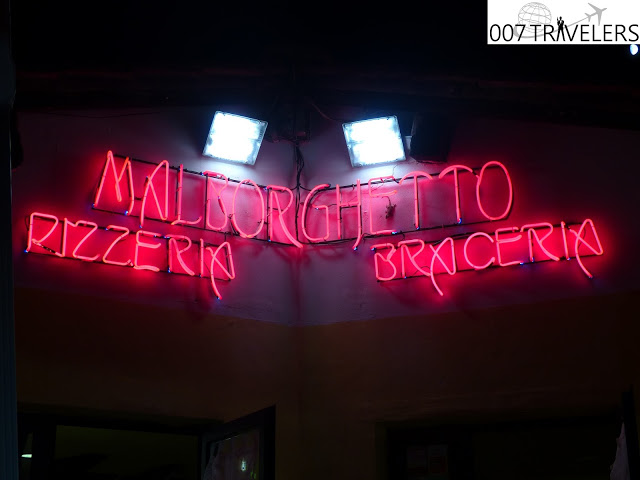 007 TRAVELERS
MALBORGHETTO
PIZZERIA BRACERIA